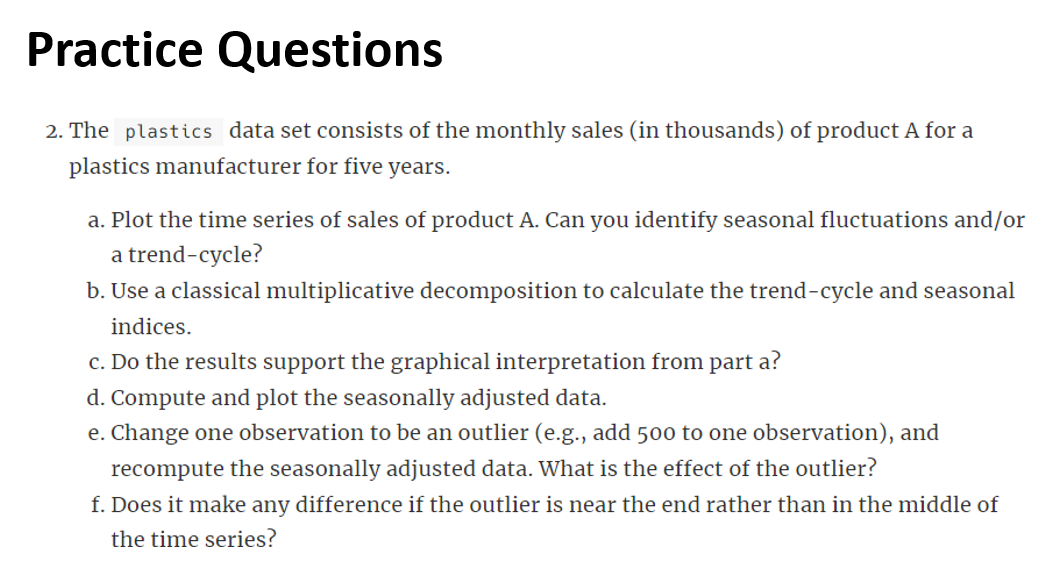 Practice Questions
2. The plastics data set consists of the monthly sales (in thousands) of product A for a
plastics manufacturer for five years.
a. Plot the time series of sales of product A. Can you identify seasonal fluctuations and/or
a trend-cycle?
b. Use a classical multiplicative decomposition to calculate the trend-cycle and seasonal
indices.
c. Do the results support the graphical interpretation from part a?
d. Compute and plot the seasonally adjusted data.
e. Change one observation to be an outlier (e.g., add 500 to one observation), and
recompute the seasonally adjusted data. What is the effect of the outlier?
f. Does it make any difference if the outlier is near the end rather than in the middle of
the time series?